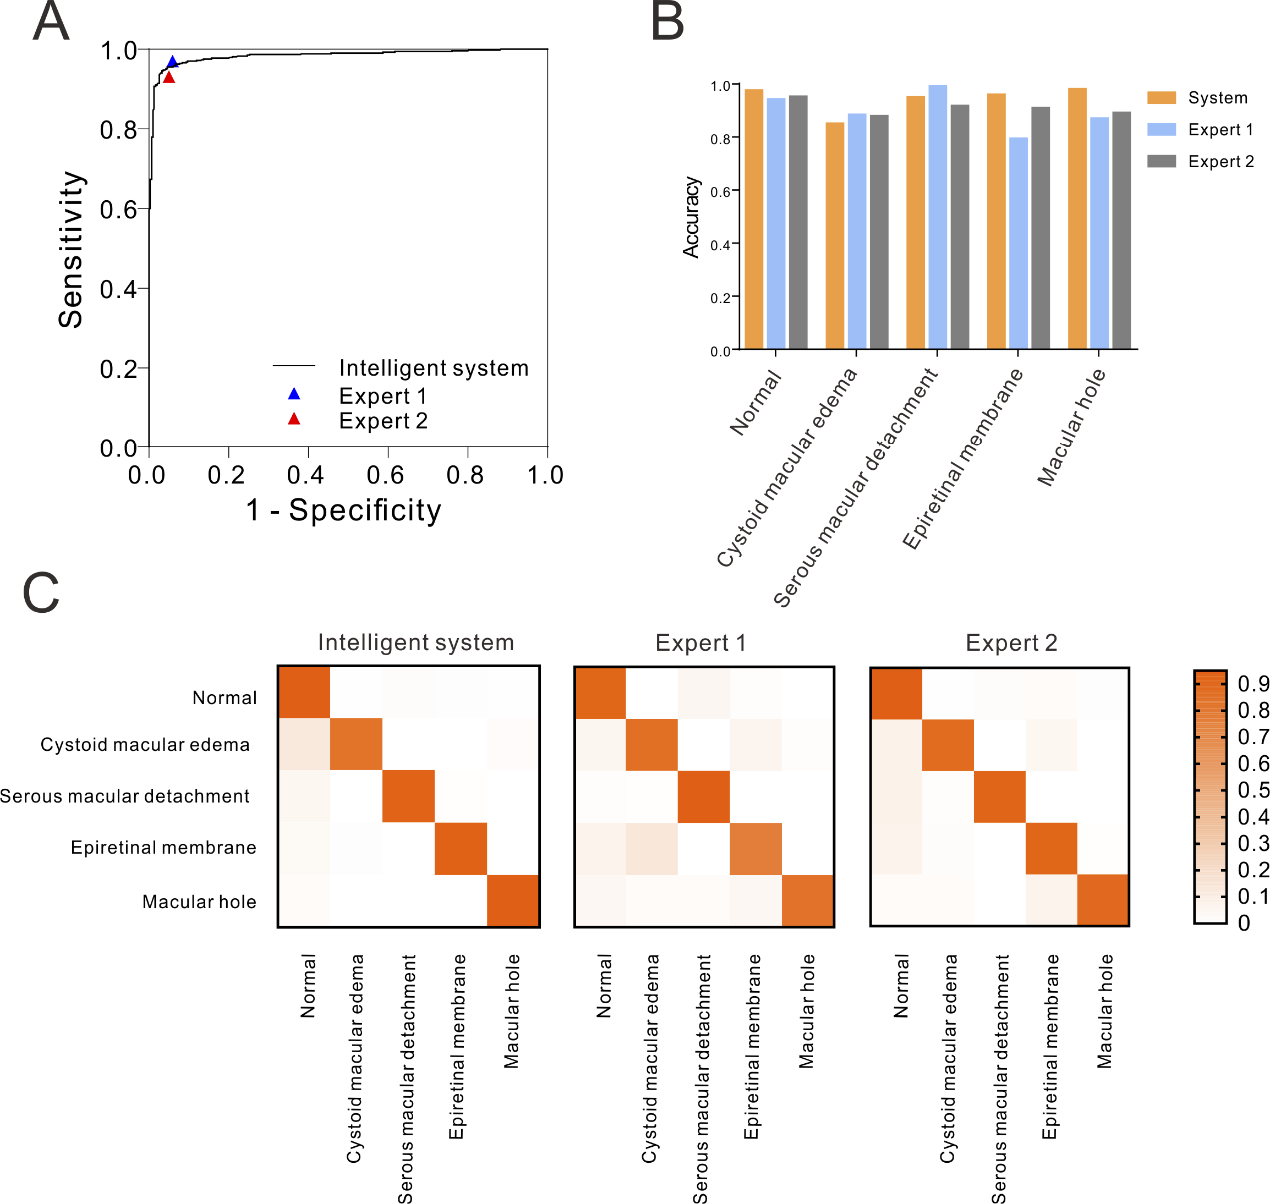 A
1.0
0.8
0.6
0.4
0.2
0.0
Sensitivity
Intelligent system
Expert 1
Expert 2
0.0 0.2 0.4 0.6 0.8 1.0
1 - Specificity
B
1.0
0.8
0.6
0.4
0.2
0.0
Accuracy
System
Expert 1
Expert 2
Normal
Cystoid macular edema
Serous macular detachment
Epiretinal membrane
Macular hole
C
Intelligent system
Expert 1
Expert 2
Normal
Cystoid macular edema
Serous macular detachment
Epiretinal membrane
Macular hole
Normal
Cystoid macular edema
Serous macular detachment
Epiretinal membrane
Macular hole
Normal
Cystoid macular edema
Serous macular detachment
Epiretinal membrane
Macular hole
Normal
Cystoid macular edema
Serous macular detachment
Epiretinal membrane
Macular hole
0.9
0.8
0.7
0.6
0.5
0.4
0.3
0.2
0.1
0